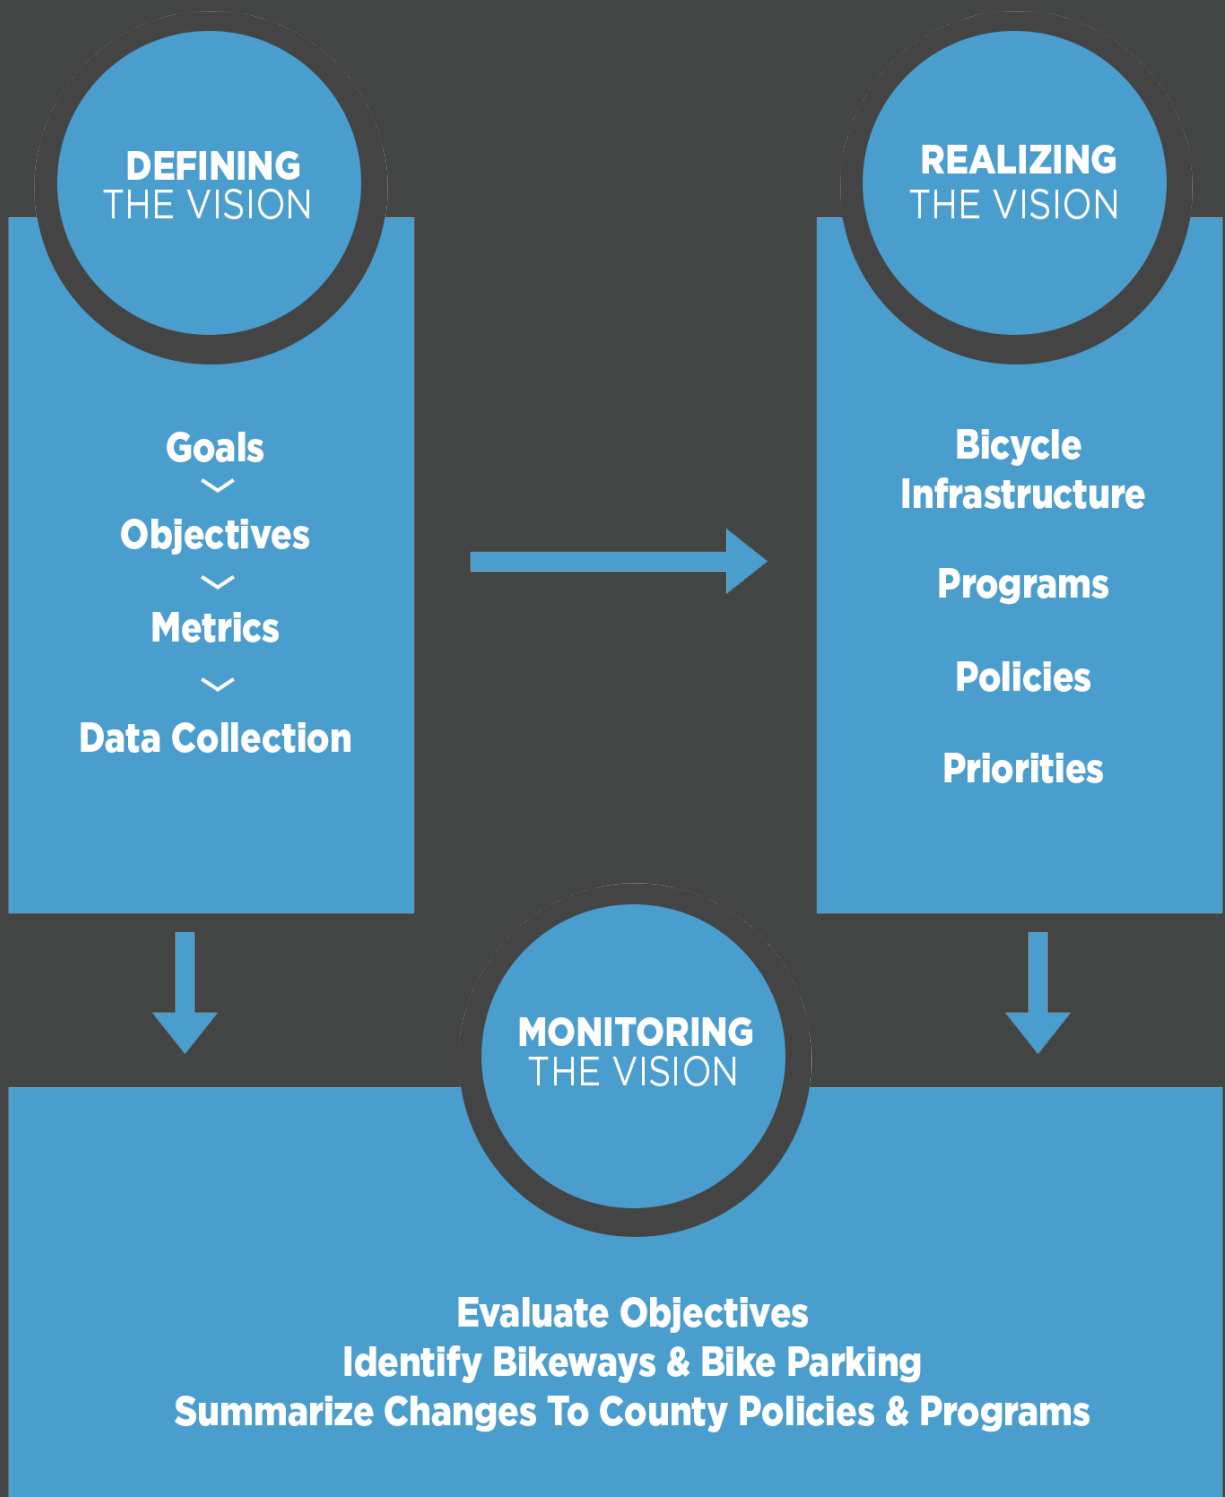 DEFINING
THE VISION
Goals
Objectives
Metrics
Data Collection
REALIZING
THE VISION
Bicycle
Infrastructure
Programs
Policies
Priorities
MONITORING
THE VISION
Evaluate Objectives
Identify Bikeways & Bike Parking
Summarize Changes To County Policies & Programs